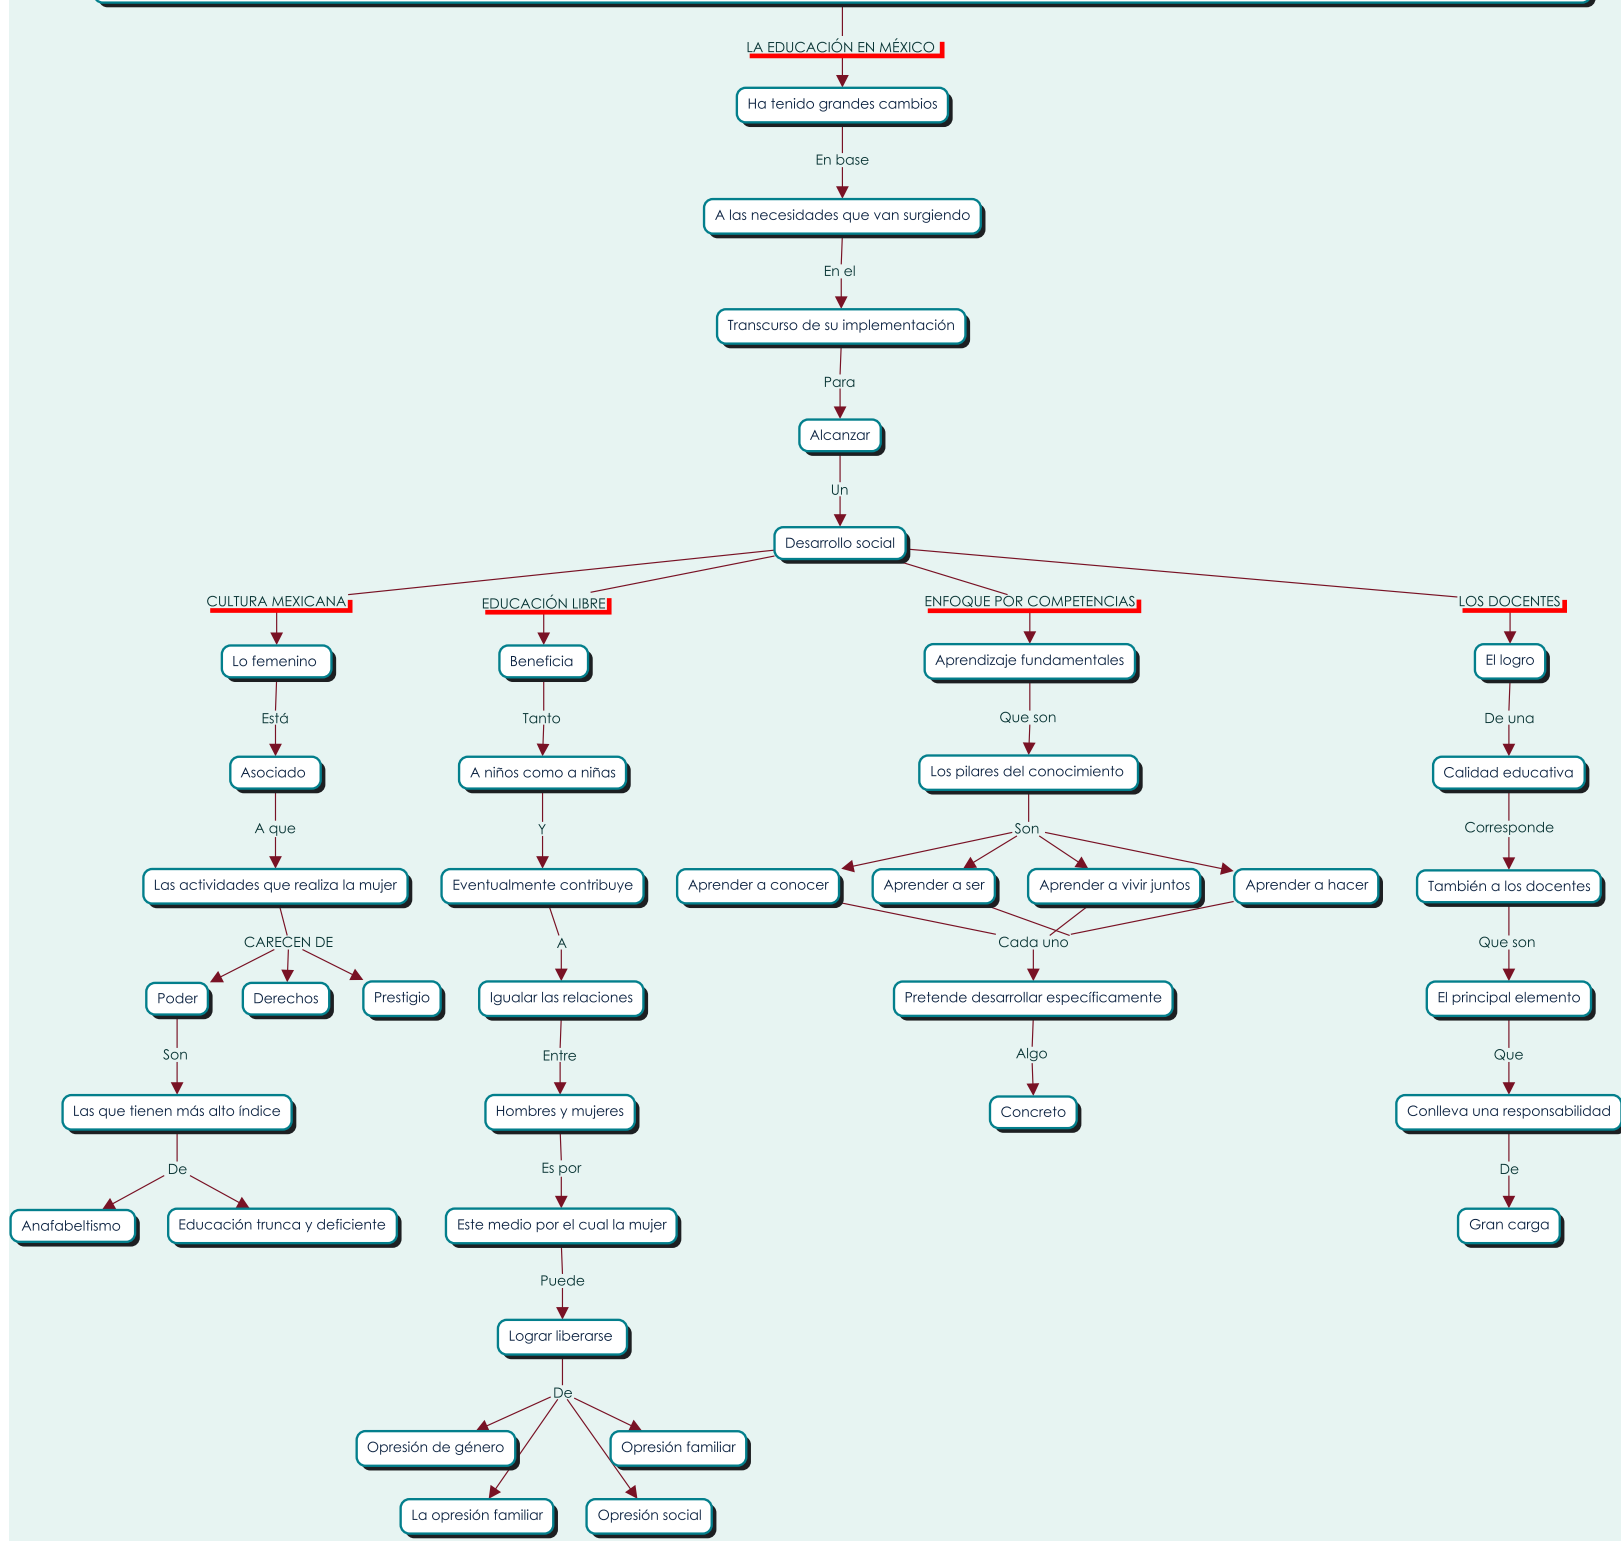 LA EDUCACIÓN EN MÉXICO
Ha tenido grandes cambios
En base
A las necesidades que van surgiendo
En el
Transcurso de su implementación
Para
Alcanzar
Un
Desarrollo social
CULTURA MEXICANA
Lo femenino
Está
Asociado
A que
Las actividades que realiza la mujer
CARECEN DE
Poder
Derechos
Prestigio
Son
Las que tienen más alto índice
De
Anafabeltismo
Educación trunca y deficiente
EDUCACIÓN LIBRE
Beneficia
Tanto
A niños como a niñas
Y
Eventualmente contribuye
A
Igualar las relaciones
Entre
Hombres y mujeres
Es por
Este medio por el cual la mujer
Puede
Lograr liberarse
De
Opresión de género
Opresión familiar
La opresión familiar
Opresión social
ENFOQUE POR COMPETENCIAS
Aprendizaje fundamentales
Que son
Los pilares del conocimiento
Son
Aprender a conocer
Aprender a ser
Aprender a vivir juntos
Aprender a hacer
Cada uno
Pretende desarrollar específicamente
Algo
Concreto
LOS DOCENTES
El logro
De una
Calidad educativa
Corresponde
También a los docentes
Que son
El principal elemento
Que
Conlleva una responsabilidad
De
Gran carga